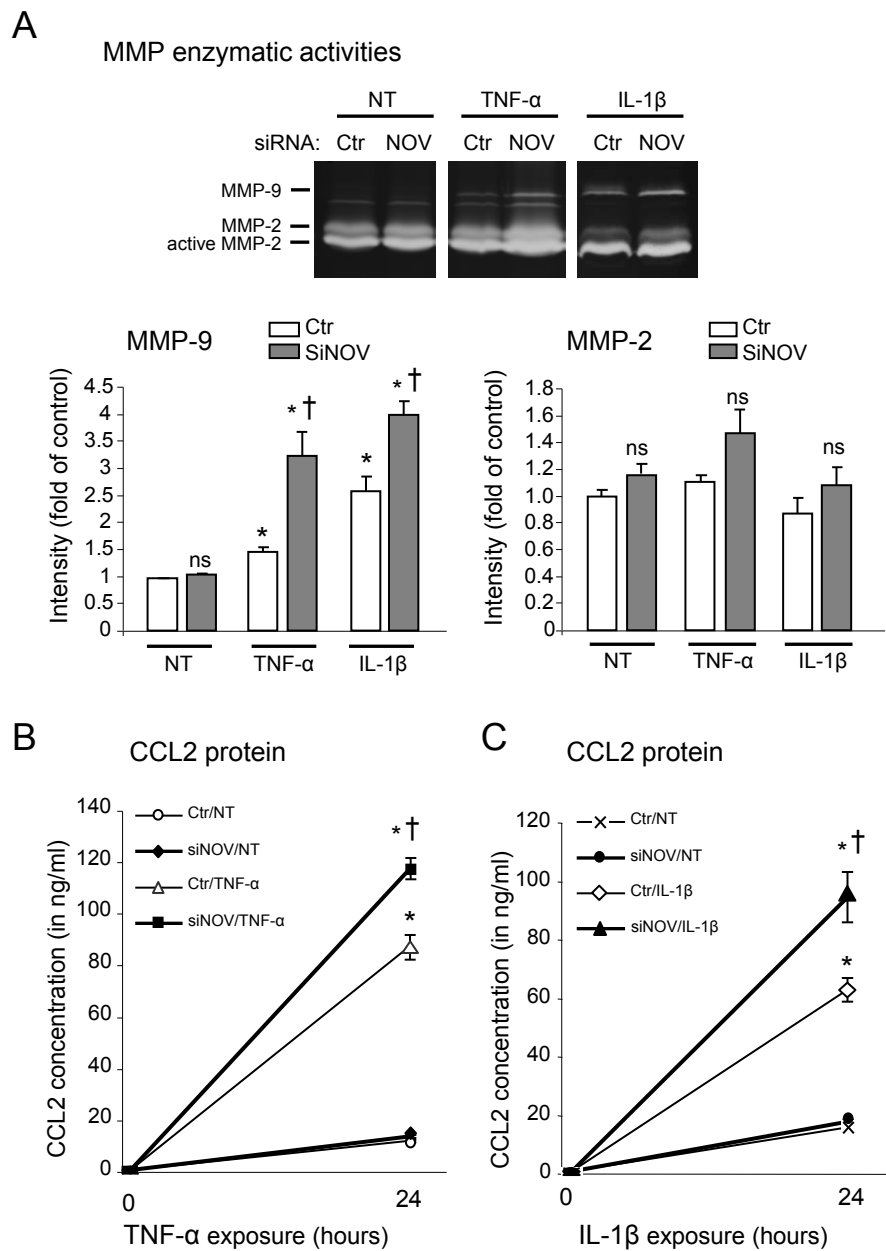 A
MMP enzymatic activities
NT TNF-α IL-1β
siRNA: Ctr NOV Ctr NOV Ctr NOV
MMP-9
MMP-2
active MMP-2
MMP-9
Ctr
SiNOV
Intensity (fold of control)
4.5
4
3.5
3
2.5
2
1.5
1
0.5
0
ns
*
* †
*
* †
NT TNF-α IL-1β
MMP-2
Ctr
SiNOV
Intensity (fold of control)
1.8
1.6
1.4
1.2
1.0
0.8
0.6
0.4
0.2
0
ns
ns
ns
NT TNF-α IL-1β
B
CCL2 protein
CCL2 concentration (in ng/ml)
140
120
100
80
60
40
20
0
Ctr/NT
siNOV/NT
Ctr/TNF-α
siNOV/TNF-α
* †
*
0 24
TNF-α exposure (hours)
C
CCL2 protein
CCL2 concentration (in ng/ml)
120
100
80
60
40
20
0
Ctr/NT
siNOV/NT
Ctr/IL-1β
siNOV/IL-1β
* †
*
0 24
IL-1β exposure (hours)